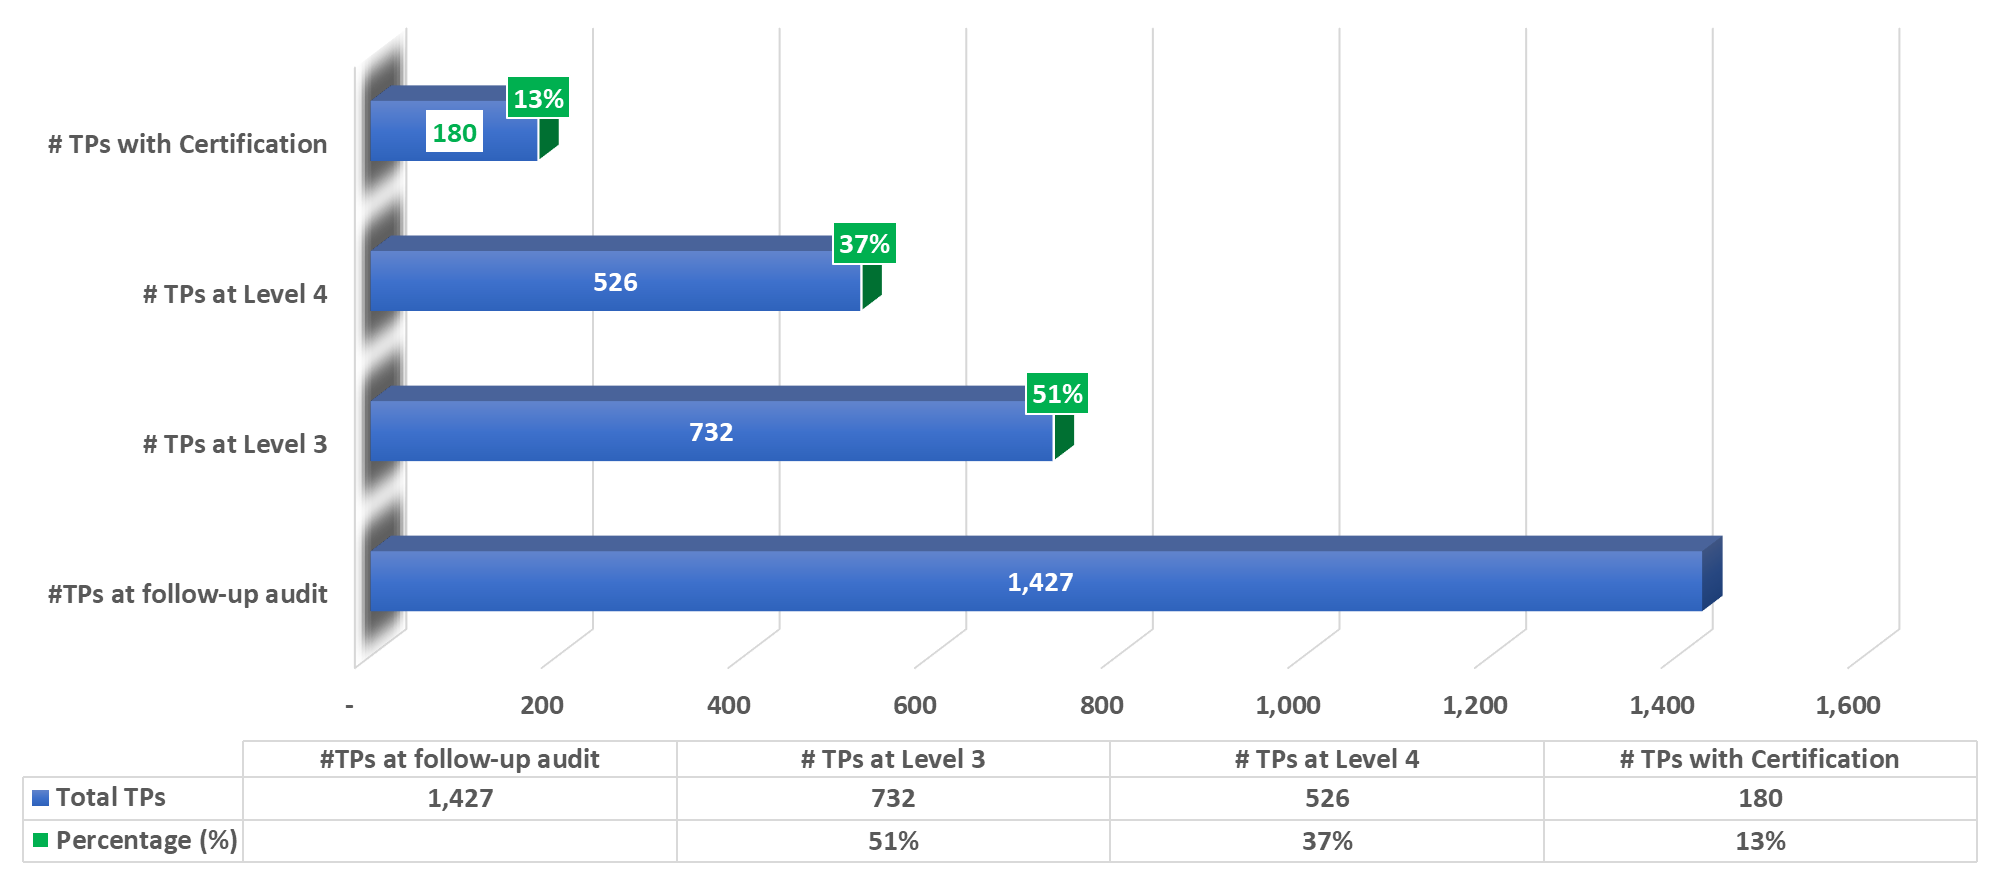 # TPs with Certification
180
13%
# TPs at Level 4
526
37%
# TPs at Level 3
732
51%
#TPs at follow-up audit
1,427
- 200 400 600 800 1,000 1,200 1,400 1,600
#TPs at follow-up audit # TPs at Level 3 # TPs at Level 4 # TPs with Certification
Total TPs 1,427 732 526 180
Percentage (%) 51% 37% 13%